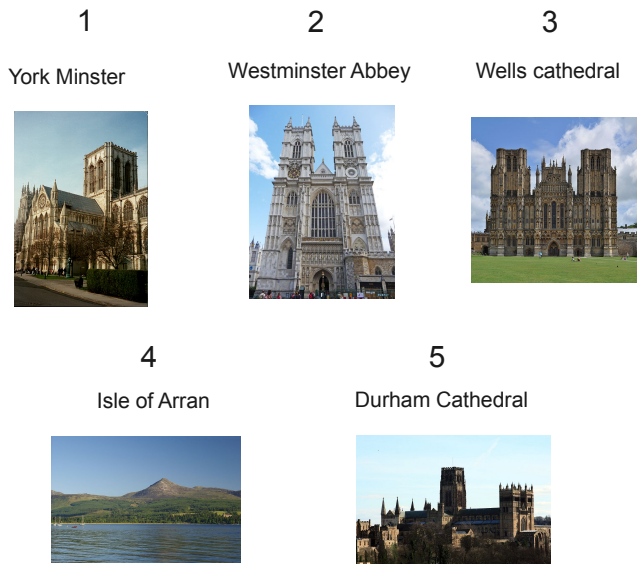 1
2
3
York Minster
Westminster Abbey
Wells cathedral
4
5
Isle of Arran
Durham Cathedral